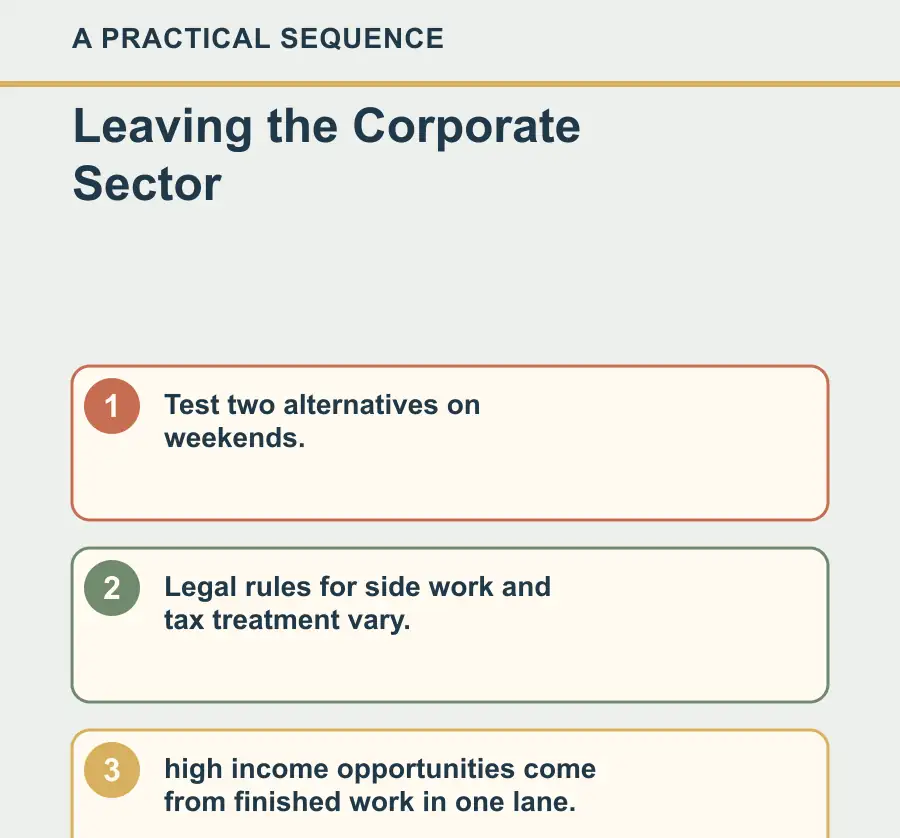 A PRACTICAL SEQUENCE
Leaving the Corporate
Sector
1
Test two alternatives on
weekends.
2
Legal rules for side work and
tax treatment vary.
3
high income opportunities come
from finished work in one lane.